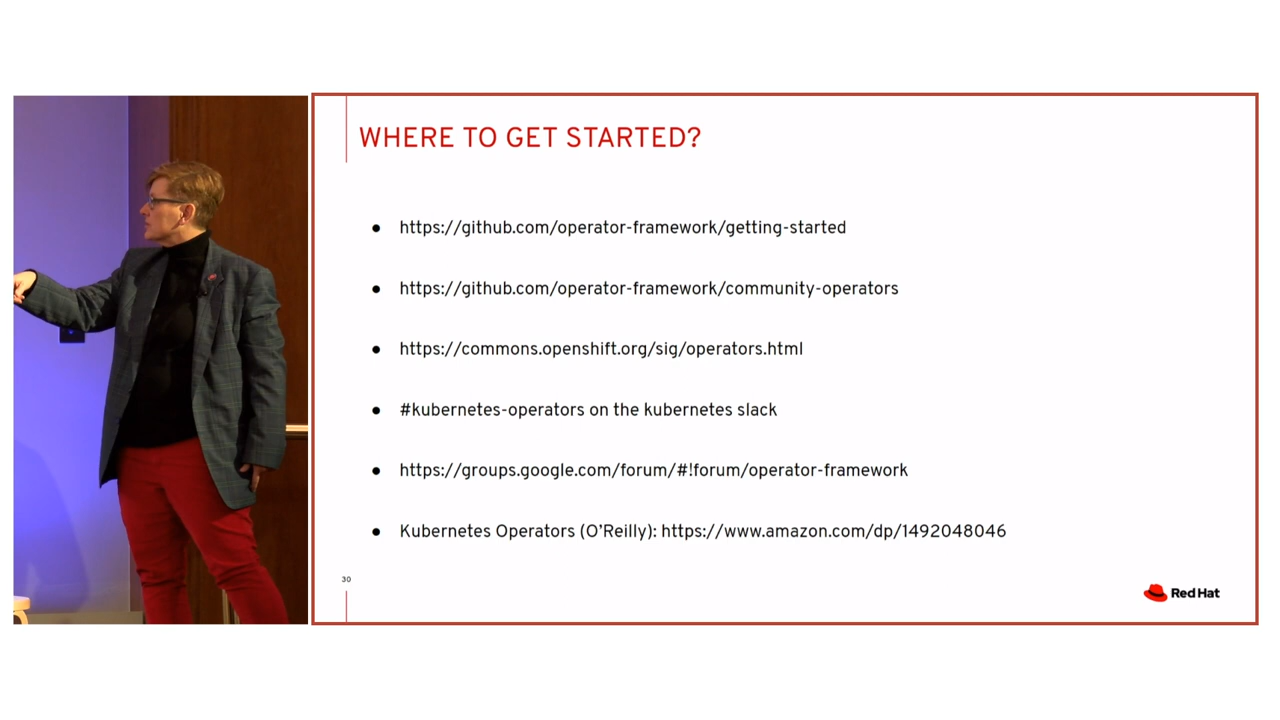 WHERE TO GET STARTED?
● https://github.com/operator-framework/getting-started
● https://github.com/operator-framework/community-operators
● https://commons.openshift.org/sig/operators.html
● #kubernetes-operators on the kubernetes slack
● https://groups.google.com/forum/#!forum/operator-framework
● Kubernetes Operators (O’Reilly): https://www.amazon.com/dp/1492048046
30
Red Hat